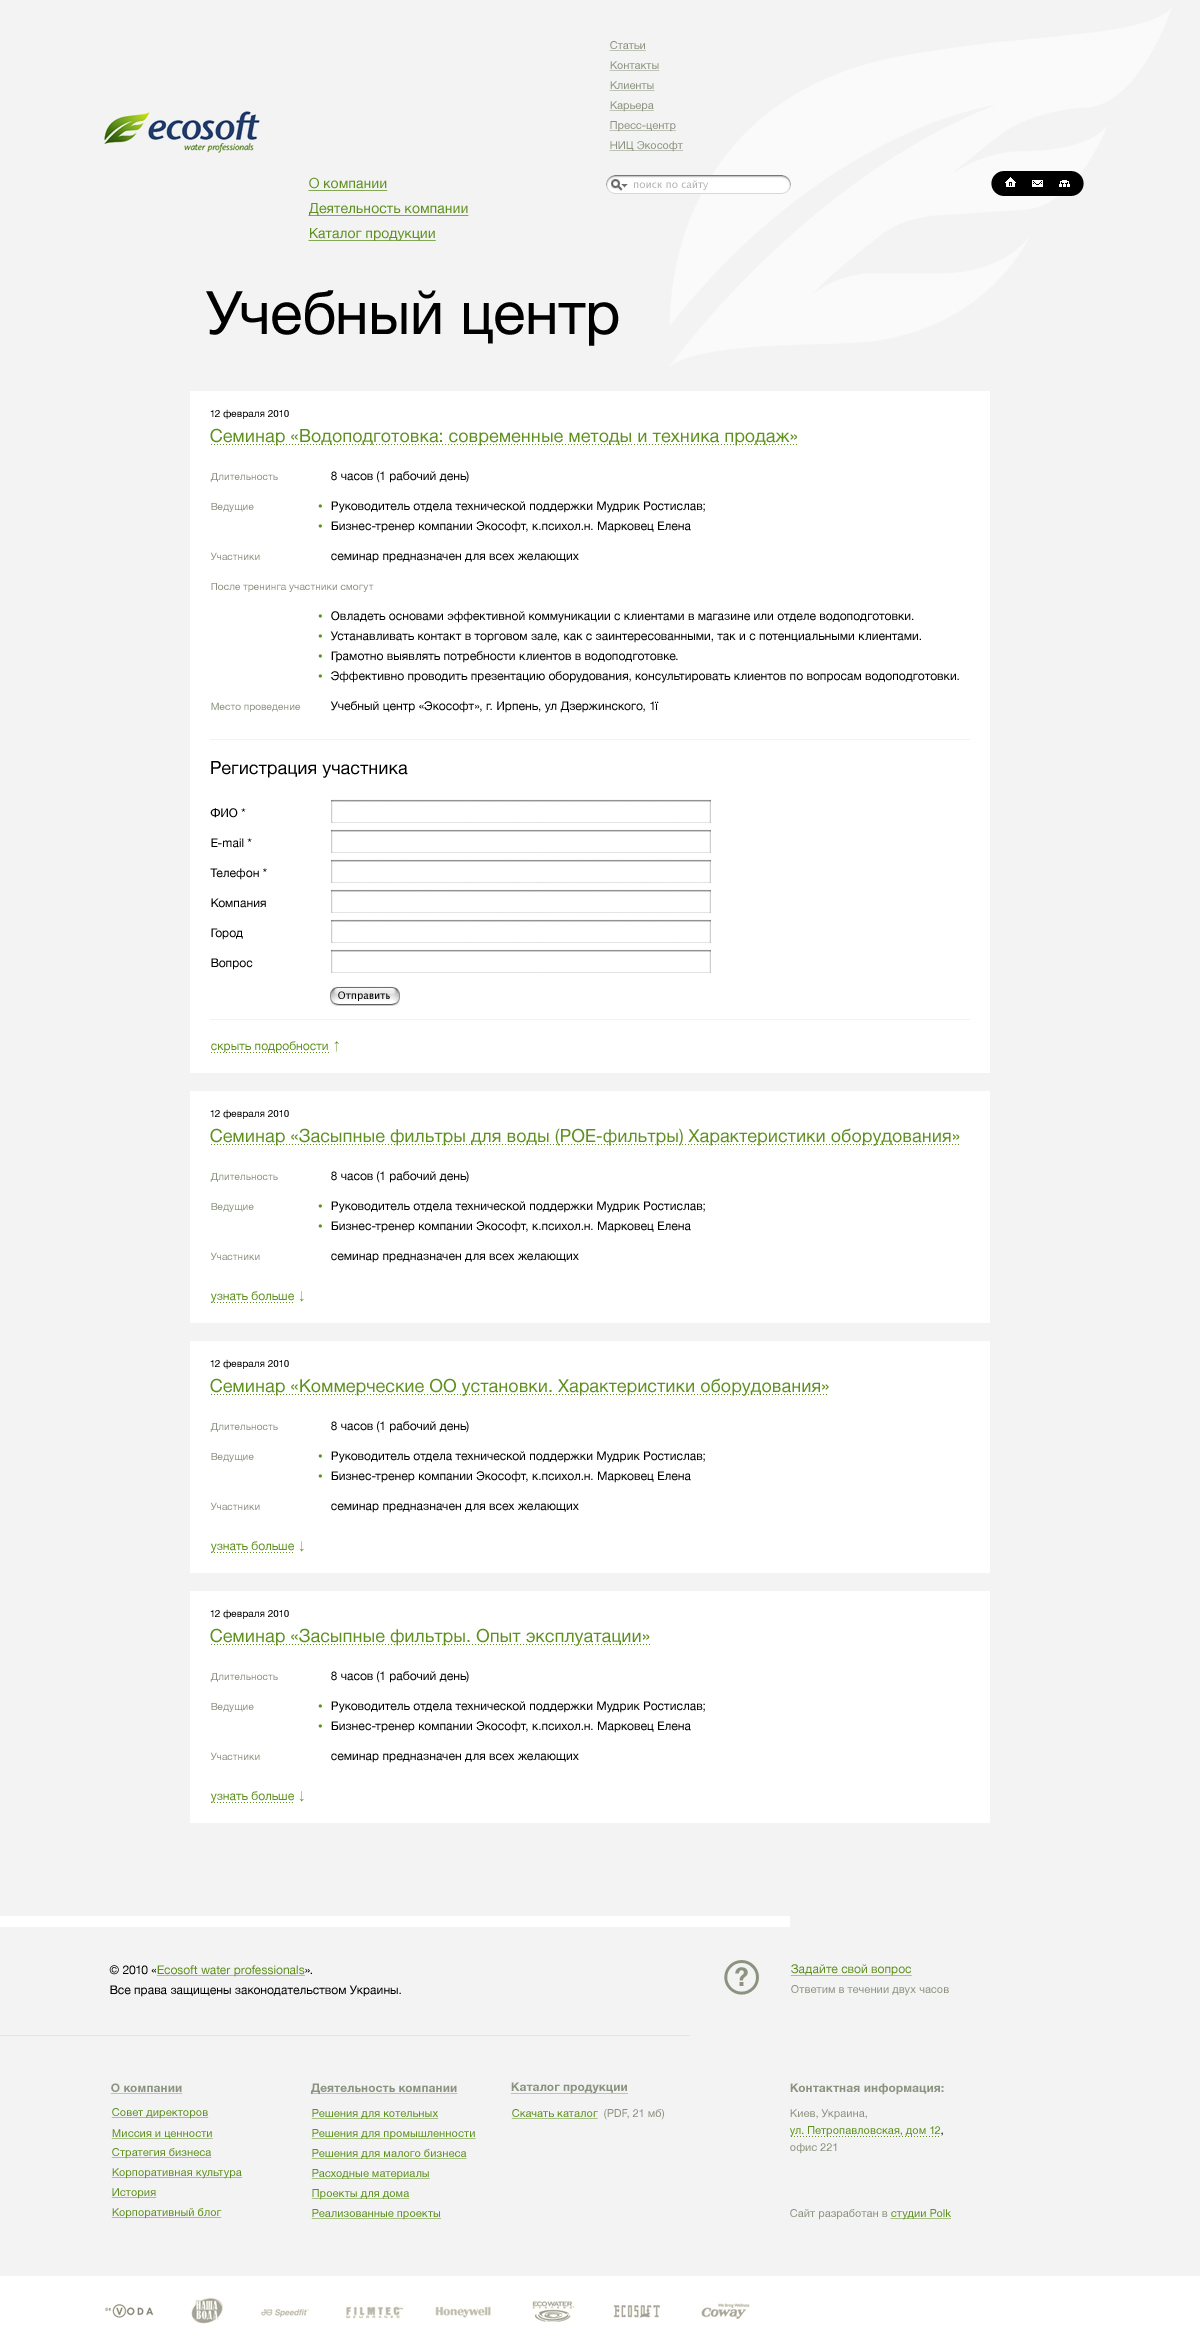 Статьи
Контакты
Клиенты
Карьера
Пресс-центр
НИЦ Экософт
ecosoft
water professionals
О компании
Деятельность компании
Каталог продукции
поиск по сайту
Учебный центр
12 февраля 2010
Семинар «Водоподготовка: современные методы и техника продаж»
Длительность 8 часов (1 рабочий день)
Ведущие • Руководитель отдела технической поддержки Мудрик Ростислав;
• Бизнес-тренер компании Экософт, к.психол.н. Марковец Елена
Участники семинар предназначен для всех желающих
После тренинга участники смогут
• Овладеть основами эффективной коммуникации с клиентами в магазине или отделе водоподготовки.
• Устанавливать контакт в торговом зале, как с заинтересованными, так и с потенциальными клиентами.
• Грамотно выявлять потребности клиентов в водоподготовке.
• Эффективно проводить презентацию оборудования, консультировать клиентов по вопросам водоподготовки.
Место проведение Учебный центр «Экософт», г. Ирпень, ул Дзержинского, 1ї
Регистрация участника
ФИО *
E-mail *
Телефон *
Компания
Город
Вопрос
Отправить
скрыть подробности ↑
12 февраля 2010
Семинар «Засыпные фильтры для воды (POE-фильтры) Характеристики оборудования»
Длительность 8 часов (1 рабочий день)
Ведущие • Руководитель отдела технической поддержки Мудрик Ростислав;
• Бизнес-тренер компании Экософт, к.психол.н. Марковец Елена
Участники семинар предназначен для всех желающих
узнать больше ↓
12 февраля 2010
Семинар «Коммерческие ОО установки. Характеристики оборудования»
Длительность 8 часов (1 рабочий день)
Ведущие • Руководитель отдела технической поддержки Мудрик Ростислав;
• Бизнес-тренер компании Экософт, к.психол.н. Марковец Елена
Участники семинар предназначен для всех желающих
узнать больше ↓
12 февраля 2010
Семинар «Засыпные фильтры. Опыт эксплуатации»
Длительность 8 часов (1 рабочий день)
Ведущие • Руководитель отдела технической поддержки Мудрик Ростислав;
• Бизнес-тренер компании Экософт, к.психол.н. Марковец Елена
Участники семинар предназначен для всех желающих
узнать больше ↓
© 2010 «Ecosoft water professionals».
Все права защищены законодательством Украины.
?
Задайте свой вопрос
Ответим в течении двух часов
О компании
Совет директоров
Миссия и ценности
Стратегия бизнеса
Корпоративная культура
История
Корпоративный блог
Деятельность компании
Решения для котельных
Решения для промышленности
Решения для малого бизнеса
Расходные материалы
Проекты для дома
Реализованные проекты
Каталог продукции
Скачать каталог (PDF, 21 мб)
Контактная информация:
Киев, Украина,
ул. Петропавловская, дом 12,
офис 221
Сайт разработан в студии Polk
VODA
НАША ВОДА
JG Speedfit
FILMTEC
Honeywell
ECOWATER
ECOSOFT
Coway